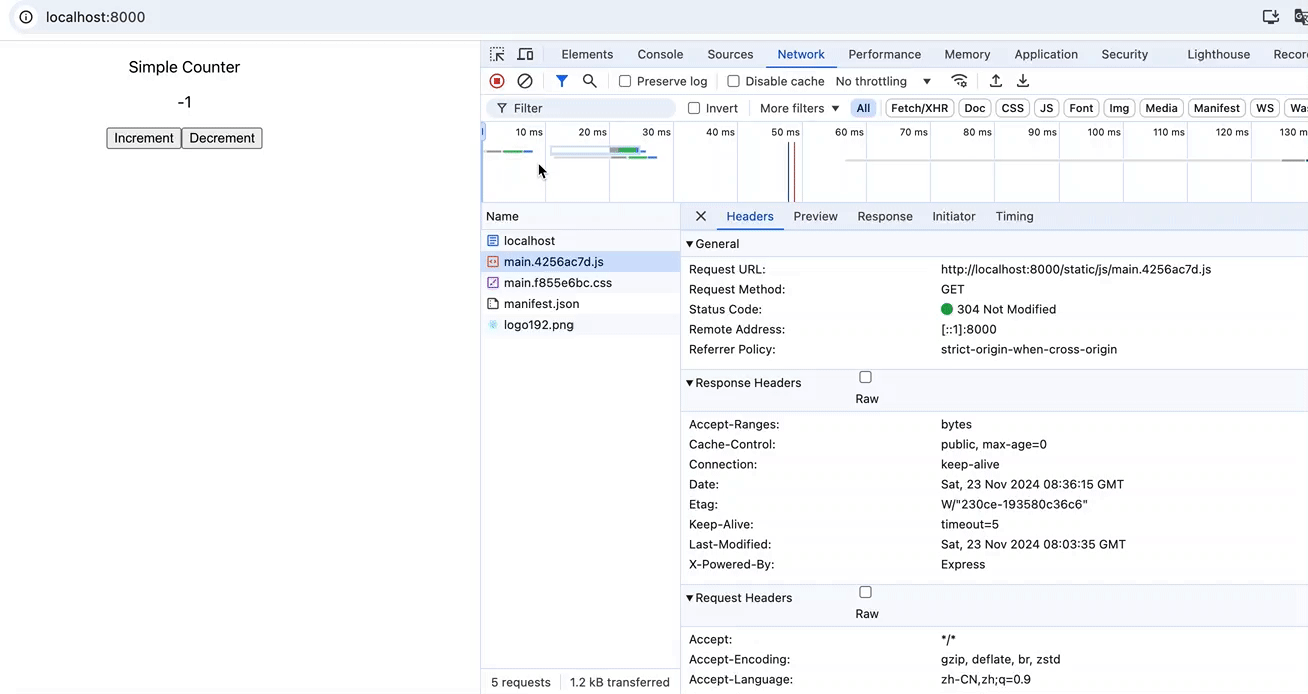 localhost:8000
Simple Counter
-1
Increment Decrement
Elements Console Sources Network Performance Memory Application Security Lighthouse
Preserve log Disable cache No throttling
Filter Invert More filters All Fetch/XHR Doc CSS JS Font Img Media Manifest WS
10 ms 20 ms 30 ms 40 ms 50 ms 60 ms 70 ms 80 ms 90 ms 100 ms 110 ms 120 ms 130 m
Name
localhost
main.4256ac7d.js
main.f855e6bc.css
manifest.json
logo192.png
5 requests 1.2 kB transferred
Headers Preview Response Initiator Timing
General
Request URL: http://localhost:8000/static/js/main.4256ac7d.js
Request Method: GET
Status Code: 304 Not Modified
Remote Address: [::1]:8000
Referrer Policy: strict-origin-when-cross-origin
Response Headers
Raw
Accept-Ranges: bytes
Cache-Control: public, max-age=0
Connection: keep-alive
Date: Sat, 23 Nov 2024 08:36:15 GMT
Etag: W/"230ce-193580c36c6"
Keep-Alive: timeout=5
Last-Modified: Sat, 23 Nov 2024 08:03:35 GMT
X-Powered-By: Express
Request Headers
Raw
Accept: */*
Accept-Encoding: gzip, deflate, br, zstd
Accept-Language: zh-CN,zh;q=0.9